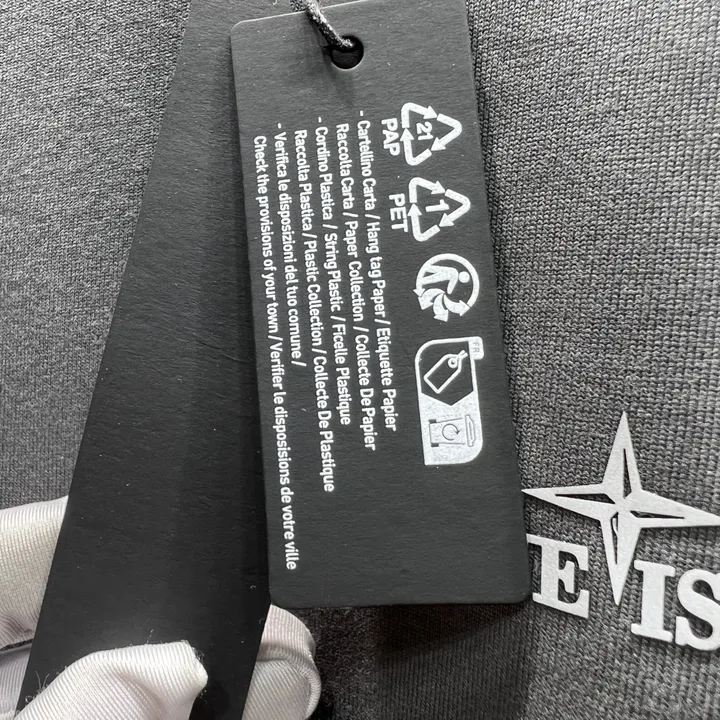 21
PAP
1
PET
FR
- Cartellino Carta / Hang tag Paper / Etiquette Papier
Raccolta Carta / Paper Collection / Collecte De Papier
- Cordino Plastica / String Plastic / Ficelle Plastique
Raccolta Plastica / Plastic Collection / Collecte De Plastique
- Verifica le disposizioni del tuo comune /
Check the provisions of your town / Verifier le disposisions de votre ville
E IS